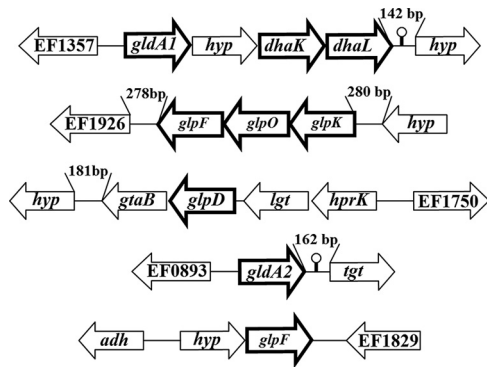 142 bp
EF1357 gldA1 hyp dhaK dhaL hyp
278bp 280 bp
EF1926 glpF glpO glpK hyp
181bp
hyp gtaB glpD lgt hprK EF1750
162 bp
EF0893 gldA2 tgt
adh hyp glpF EF1829